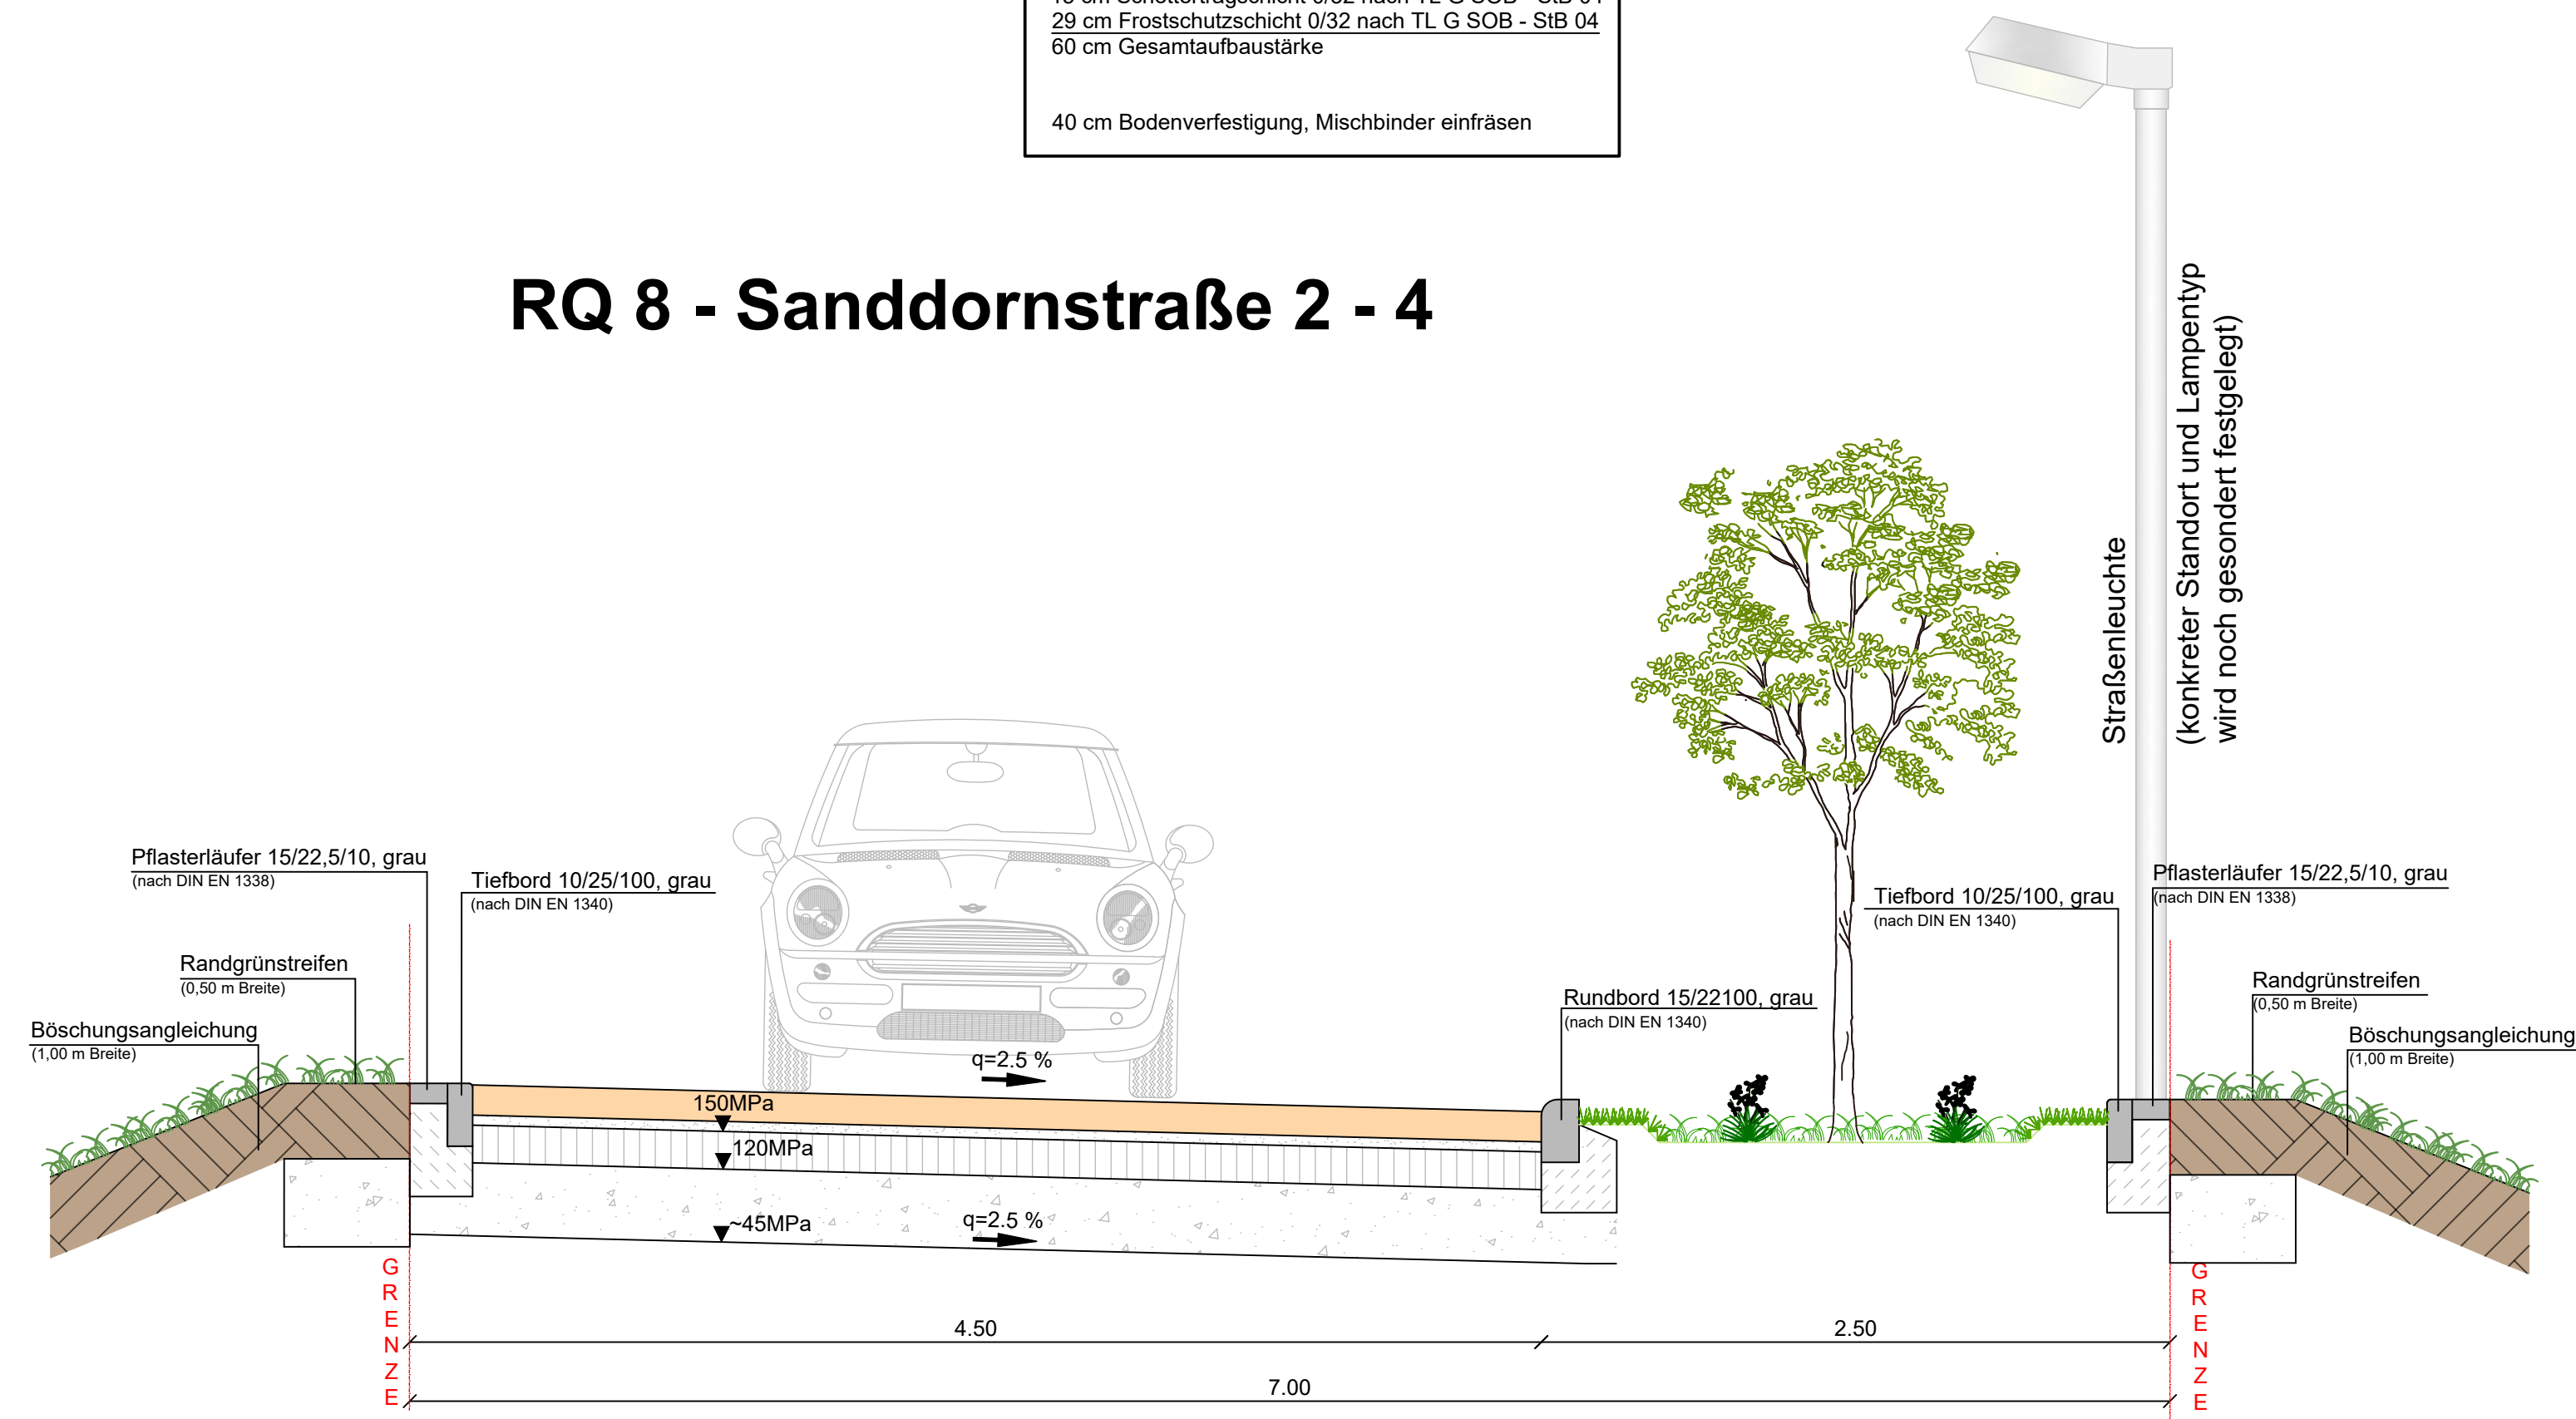 29 cm Frostschutzschicht 0/32 nach TL G SOB - StB 04
60 cm Gesamtaufbaustärke
40 cm Bodenverfestigung, Mischbinder einfräsen
RQ 8 - Sanddornstraße 2 - 4
Straßenleuchte
(konkreter Standort und Lampentyp
wird noch gesondert festgelegt)
Pflasterläufer 15/22,5/10, grau
(nach DIN EN 1338)
Tiefbord 10/25/100, grau
(nach DIN EN 1340)
Randgrünstreifen
(0,50 m Breite)
Böschungsangleichung
(1,00 m Breite)
Rundbord 15/22100, grau
(nach DIN EN 1340)
Tiefbord 10/25/100, grau
(nach DIN EN 1340)
Pflasterläufer 15/22,5/10, grau
(nach DIN EN 1338)
Randgrünstreifen
(0,50 m Breite)
Böschungsangleichung
(1,00 m Breite)
q=2.5 %
150MPa
120MPa
~45MPa
q=2.5 %
GRENZE
GRENZE
4.50
2.50
7.00